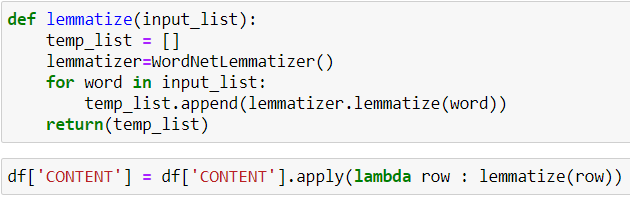 def lemmatize(input_list):
    temp_list = []
    lemmatizer=WordNetLemmatizer()
    for word in input_list:
        temp_list.append(lemmatizer.lemmatize(word))
    return(temp_list)
df['CONTENT'] = df['CONTENT'].apply(lambda row : lemmatize(row))